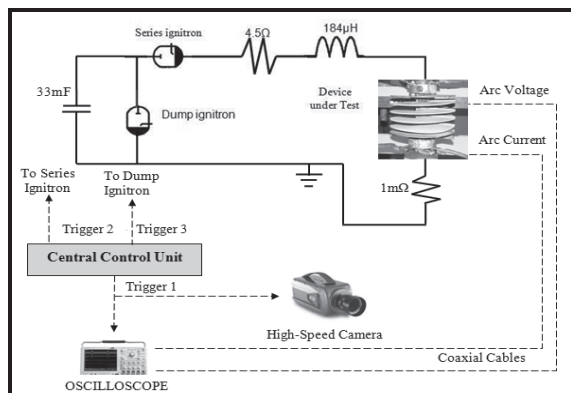 Series ignitron
4.5Ω
184µH
33mF
Dump ignitron
Device
under Test
Arc Voltage
Arc Current
1mΩ
To Series
Ignitron
To Dump
Ignitron
Trigger 2
Trigger 3
Central Control Unit
Trigger 1
High-Speed Camera
Coaxial Cables
OSCILLOSCOPE